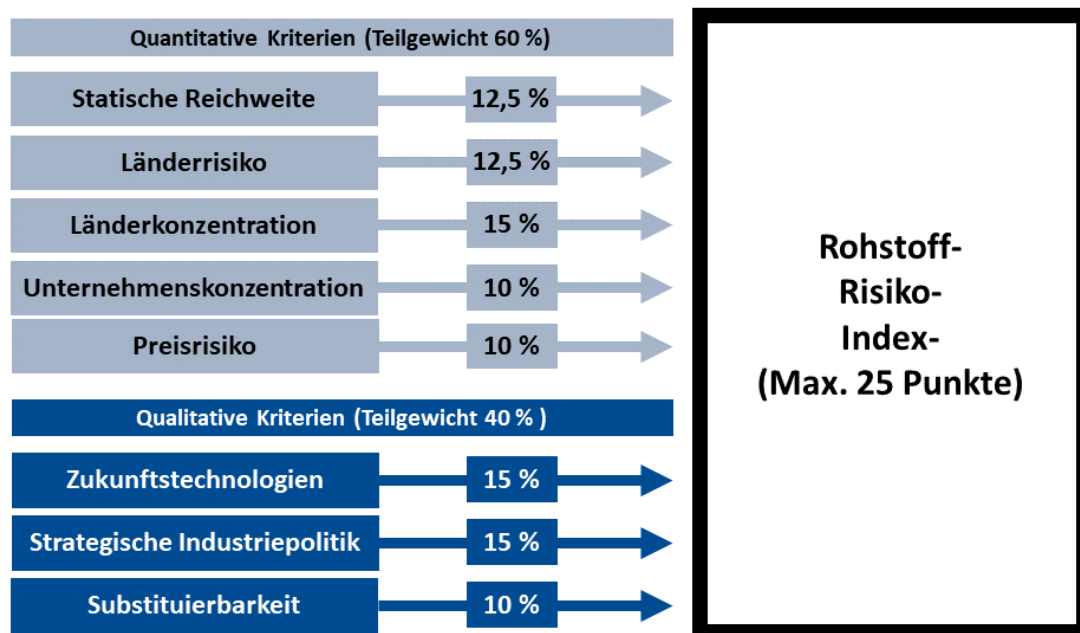 Quantitative Kriterien (Teilgewicht 60 %)
Statische Reichweite
12,5 %
Länderrisiko
12,5 %
Länderkonzentration
15 %
Unternehmenskonzentration
10 %
Preisrisiko
10 %
Qualitative Kriterien (Teilgewicht 40 % )
Zukunftstechnologien
15 %
Strategische Industriepolitik
15 %
Substituierbarkeit
10 %
Rohstoff-
Risiko-
Index-
(Max. 25 Punkte)